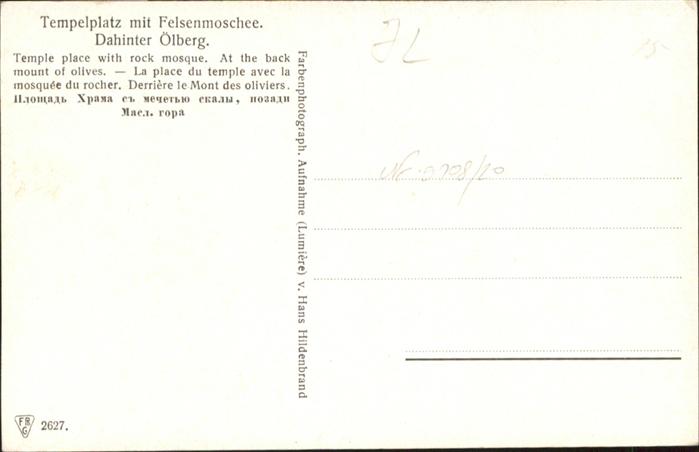 Tempelplatz mit Felsenmoschee.
Dahinter Ölberg.
Temple place with rock mosque. At the back
mount of olives. — La place du temple avec la
mosquée du rocher. Derrière le Mont des oliviers.
Площадь Храма съ мечетью скалы, позади
Масл. гора
Farbenphotograph. Aufnahme (Lumière) v. Hans Hildenbrand
15
2627.